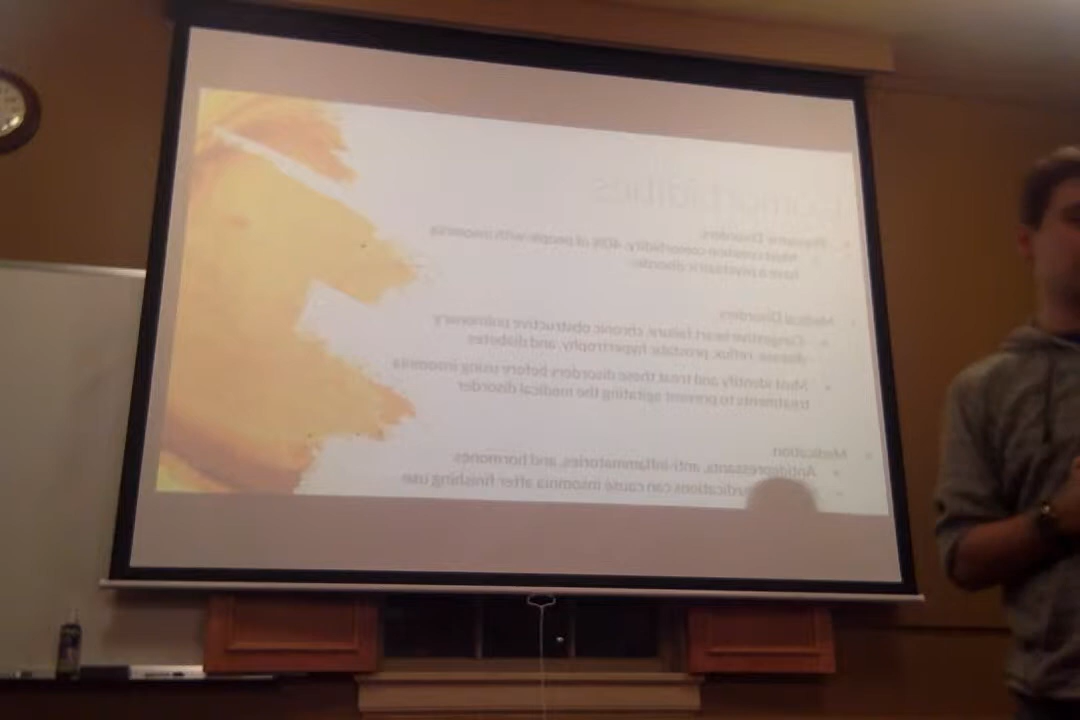 Comorbidities
Disorders
Most common comorbidity, 40% of people with insomnia
have a psychiatric disorder
Medical Disorders
Congestive heart failure, chronic obstructive pulmonary
disease, reflux, prostate hypertrophy, and diabetes
Must identify and treat these disorders before using insomnia
treatments to prevent agitating the medical disorder
Medication
Antidepressants, anti-inflammatories, and hormones
medications can cause insomnia after finishing use